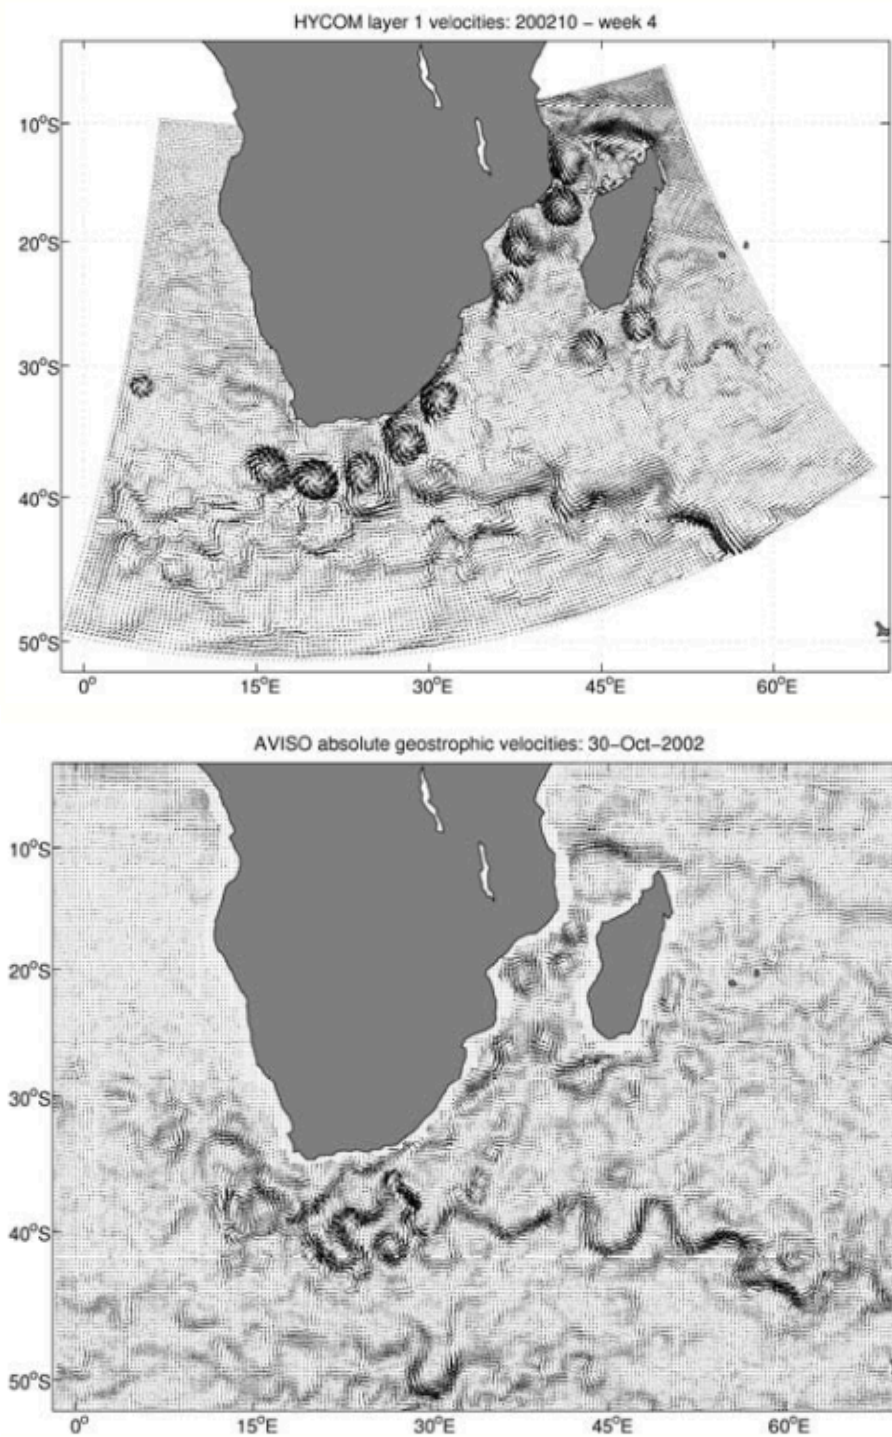 HYCOM layer 1 velocities: 200210 − week 4
10°S
20°S
30°S
40°S
50°S
0° 15°E 30°E 45°E 60°E
AVISO absolute geostrophic velocities: 30−Oct−2002
10°S
20°S
30°S
40°S
50°S
0° 15°E 30°E 45°E 60°E